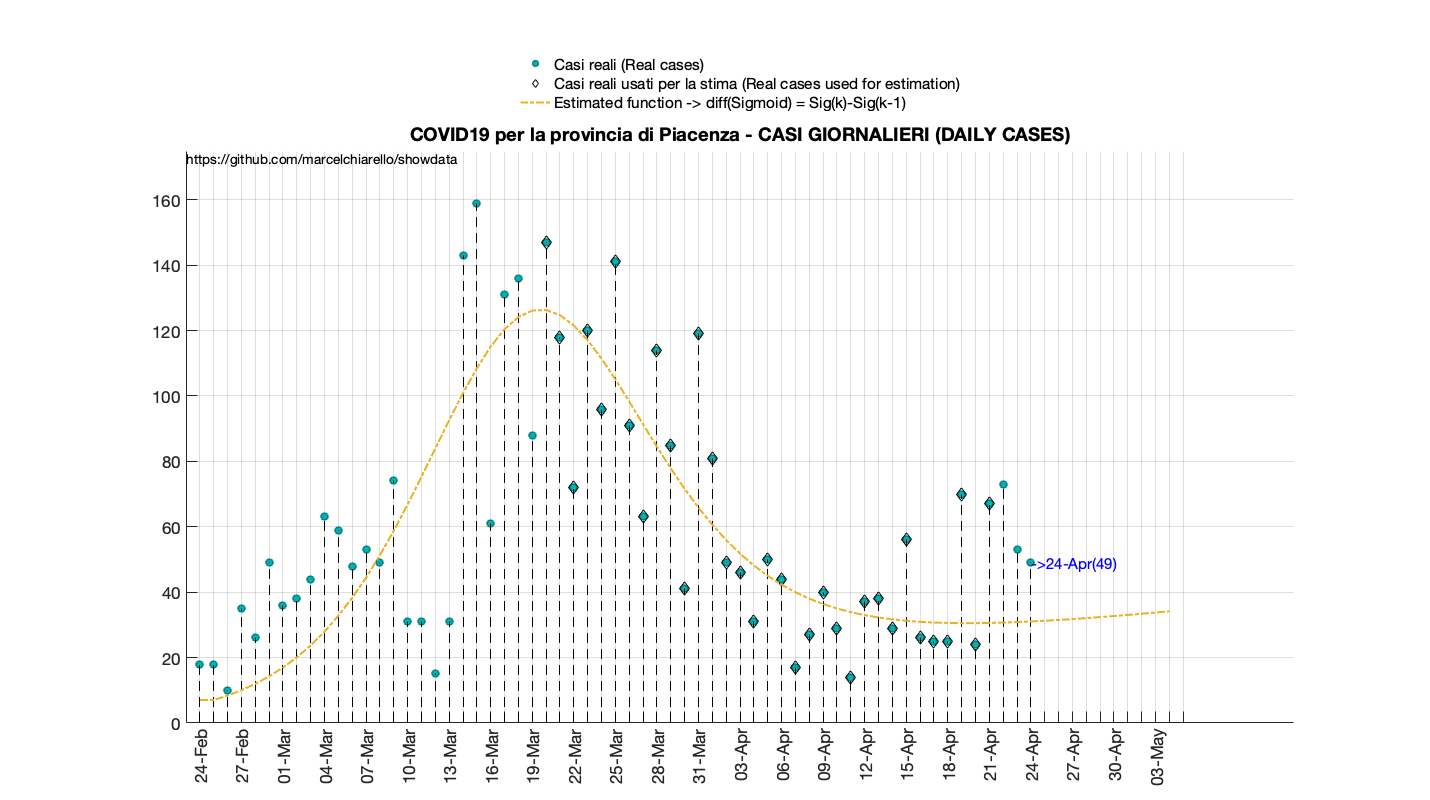 Casi reali (Real cases)
Casi reali usati per la stima (Real cases used for estimation)
Estimated function -> diff(Sigmoid) = Sig(k)-Sig(k-1)
COVID19 per la provincia di Piacenza - CASI GIORNALIERI (DAILY CASES)
https://github.com/marcelchiarello/showdata
160
140
120
100
80
60
40
20
0
->24-Apr(49)
24-Feb
27-Feb
01-Mar
04-Mar
07-Mar
10-Mar
13-Mar
16-Mar
19-Mar
22-Mar
25-Mar
28-Mar
31-Mar
03-Apr
06-Apr
09-Apr
12-Apr
15-Apr
18-Apr
21-Apr
24-Apr
27-Apr
30-Apr
03-May